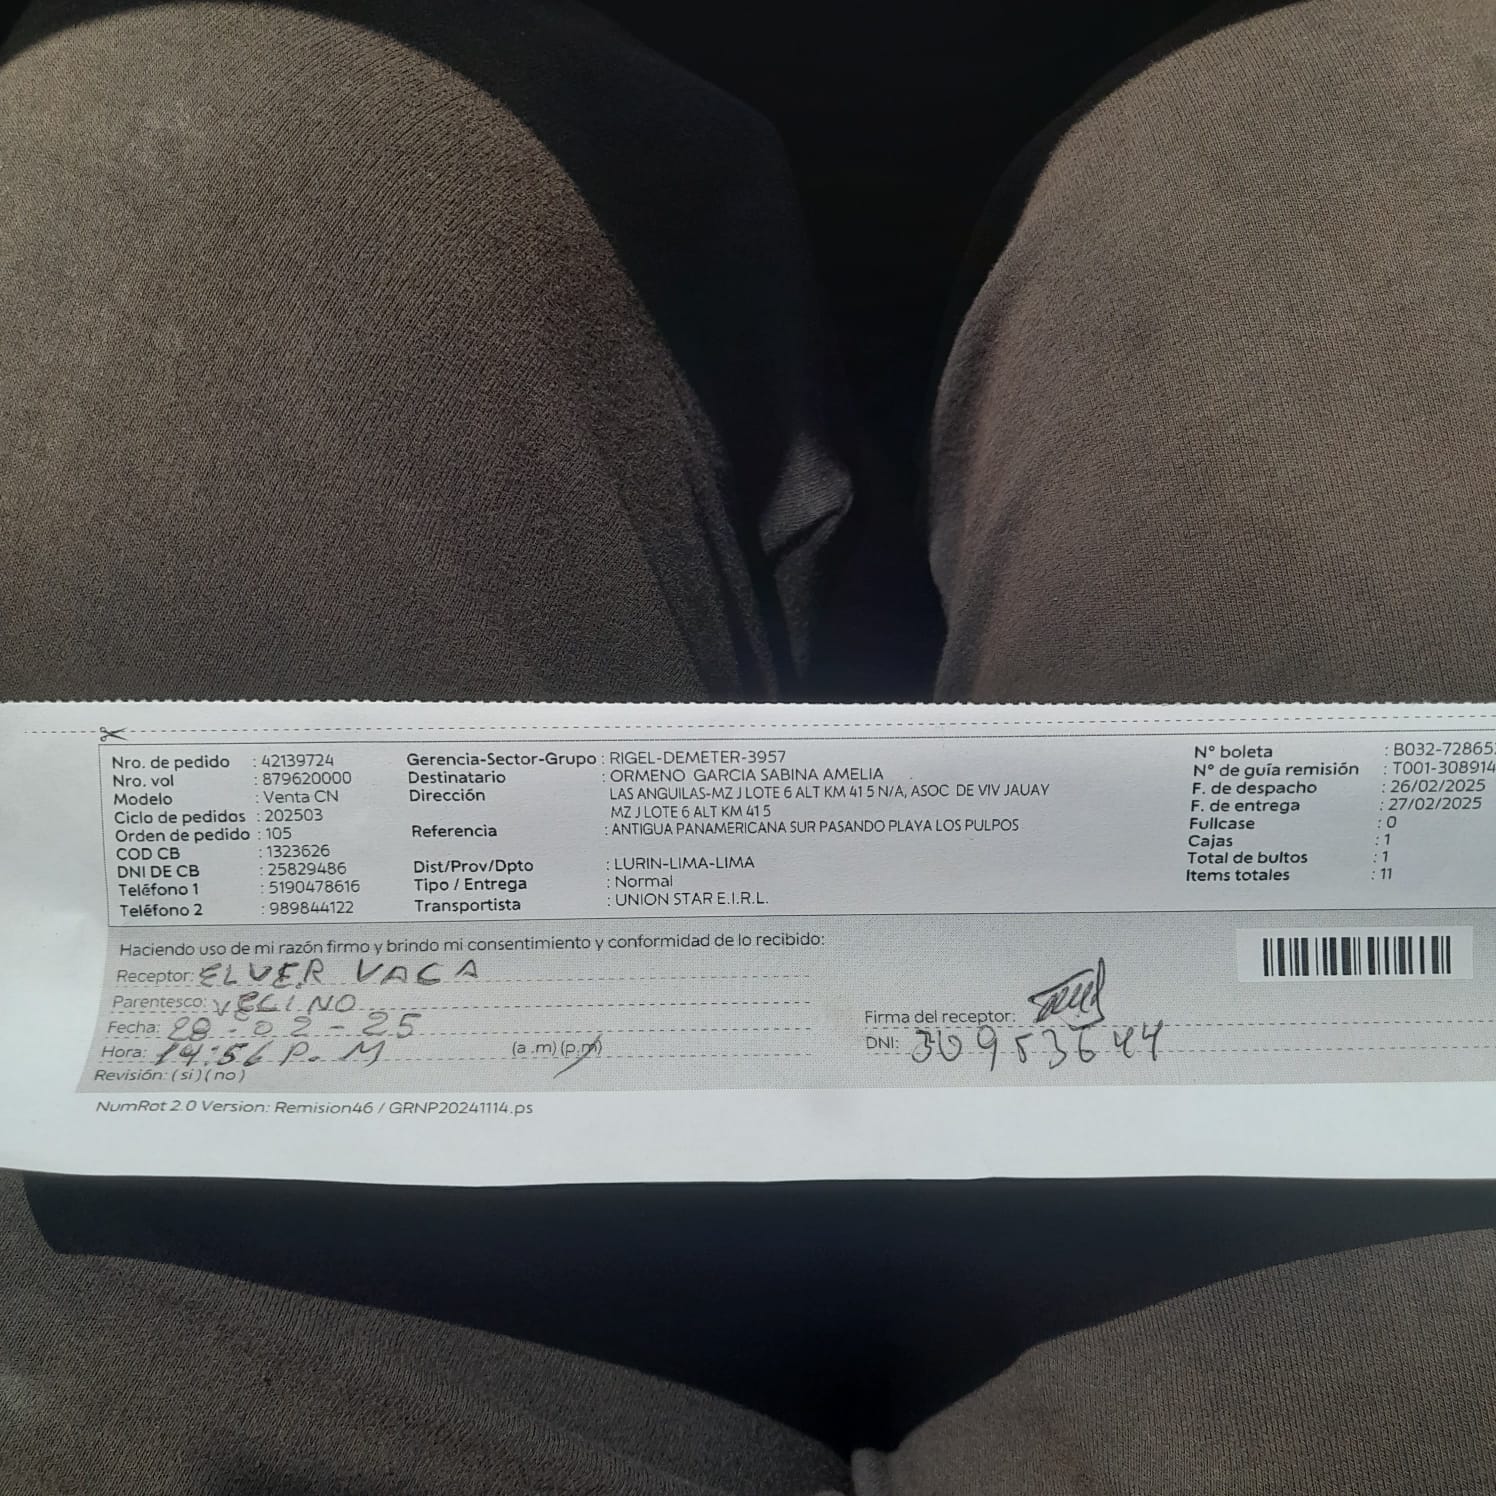 Nro. de pedido : 42139724
Nro. vol : 879620000
Modelo : Venta CN
Ciclo de pedidos : 202503
Orden de pedido : 105
COD CB : 1323626
DNI DE CB : 25829486
Teléfono 1 : 5190478616
Teléfono 2 : 989844122
Gerencia-Sector-Grupo : RIGEL-DEMETER-3957
Destinatario : ORMENO GARCIA SABINA AMELIA
Dirección LAS ANGUILAS-MZ J LOTE 6 ALT KM 41 5 N/A, ASOC DE VIV JAUAY
MZ J LOTE 6 ALT KM 41 5
Referencia : ANTIGUA PANAMERICANA SUR PASANDO PLAYA LOS PULPOS
Dist/Prov/Dpto : LURIN-LIMA-LIMA
Tipo / Entrega : Normal
Transportista : UNION STAR E.I.R.L.
N° boleta : B032-72865
N° de guía remisión : T001-308914
F. de despacho : 26/02/2025
F. de entrega : 27/02/2025
Fullcase : 0
Cajas : 1
Total de bultos : 1
Items totales : 11
Haciendo uso de mi razón firmo y brindo mi consentimiento y conformidad de lo recibido:
Receptor: ELVER VACA
Parentesco: VECINO
Fecha: 28-02-25
Hora: 14:56 P.M (a .m) (p.m)
Revisión: ( si ) ( no )
Firma del receptor:
DNI:
NumRot 2.0 Version: Remision46 / GRNP20241114.ps